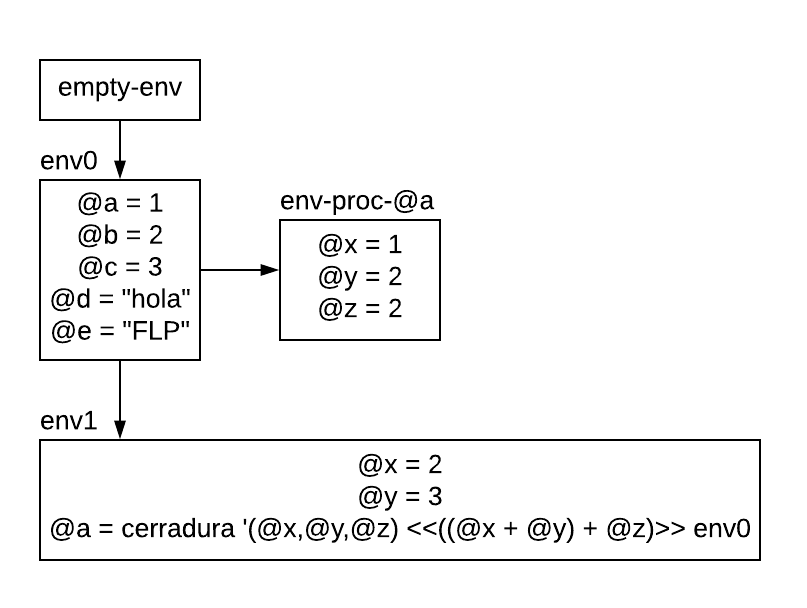 empty-env
env0
@a = 1
@b = 2
@c = 3
@d = "hola"
@e = "FLP"
env-proc-@a
@x = 1
@y = 2
@z = 2
env1
@x = 2
@y = 3
@a = cerradura '(@x,@y,@z) <<((@x + @y) + @z)>> env0